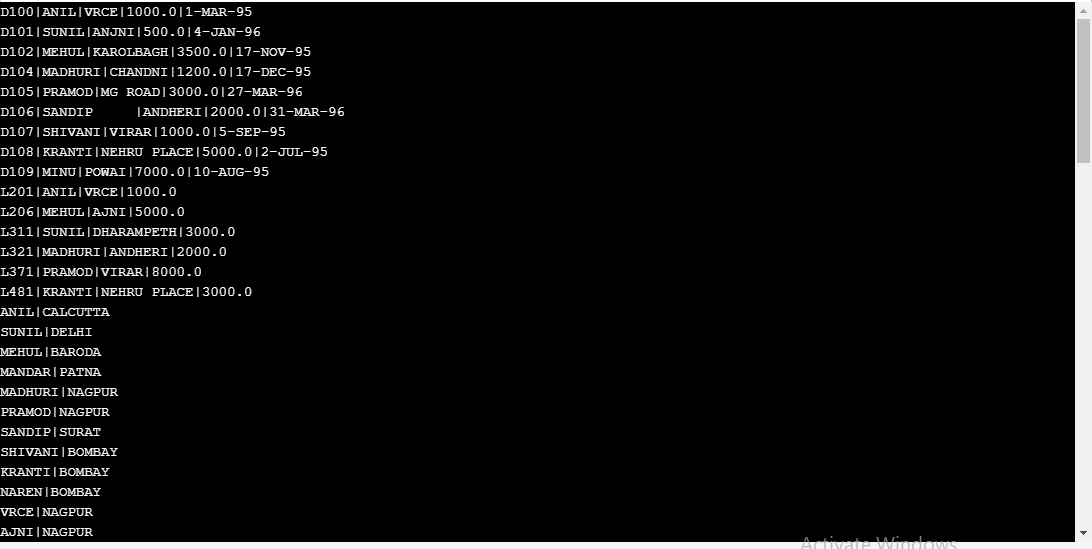 D100|ANIL|VRCE|1000.0|1-MAR-95
D101|SUNIL|ANJNI|500.0|4-JAN-96
D102|MEHUL|KAROLBAGH|3500.0|17-NOV-95
D104|MADHURI|CHANDNI|1200.0|17-DEC-95
D105|PRAMOD|MG ROAD|3000.0|27-MAR-96
D106|SANDIP     |ANDHERI|2000.0|31-MAR-96
D107|SHIVANI|VIRAR|1000.0|5-SEP-95
D108|KRANTI|NEHRU PLACE|5000.0|2-JUL-95
D109|MINU|POWAI|7000.0|10-AUG-95
L201|ANIL|VRCE|1000.0
L206|MEHUL|AJNI|5000.0
L311|SUNIL|DHARAMPETH|3000.0
L321|MADHURI|ANDHERI|2000.0
L371|PRAMOD|VIRAR|8000.0
L481|KRANTI|NEHRU PLACE|3000.0
ANIL|CALCUTTA
SUNIL|DELHI
MEHUL|BARODA
MANDAR|PATNA
MADHURI|NAGPUR
PRAMOD|NAGPUR
SANDIP|SURAT
SHIVANI|BOMBAY
KRANTI|BOMBAY
NAREN|BOMBAY
VRCE|NAGPUR
AJNI|NAGPUR
Activate Windows